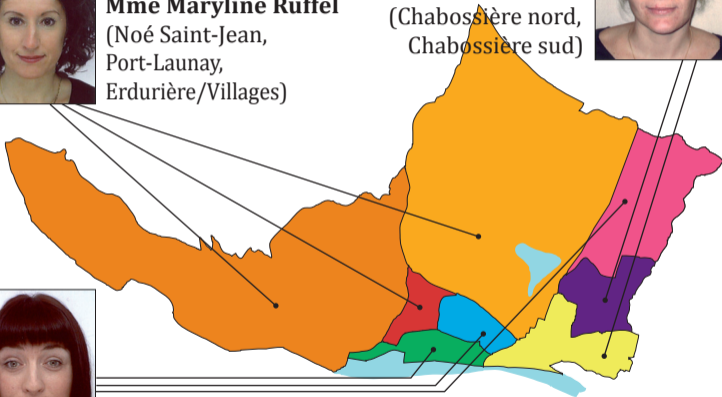 Mme Maryline Ruffel
(Noé Saint-Jean,
Port-Launay,
Erdurière/Villages)
(Chabossière nord,
Chabossière sud)